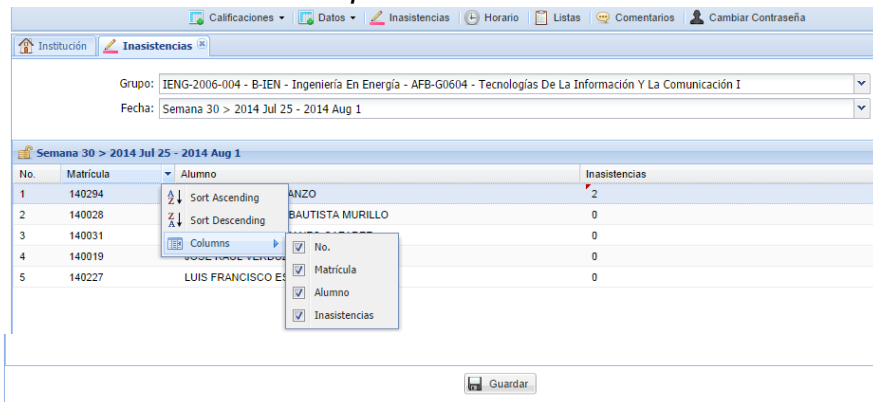 Calificaciones Datos Inasistencias Horario Listas Comentarios Cambiar Contraseña
Institución Inasistencias
Grupo: IENG-2006-004 - B-IEN - Ingeniería En Energía - AFB-G0604 - Tecnologías De La Información Y La Comunicación I
Fecha: Semana 30 > 2014 Jul 25 - 2014 Aug 1
Semana 30 > 2014 Jul 25 - 2014 Aug 1
No. Matrícula Alumno Inasistencias
1 140294 ANZO 2
Sort Ascending
2 140028 BAUTISTA MURILLO 0
Sort Descending
3 140031 0
Columns
No.
4 140019 0
Matrícula
5 140227 LUIS FRANCISCO ES 0
Alumno
Inasistencias
Guardar